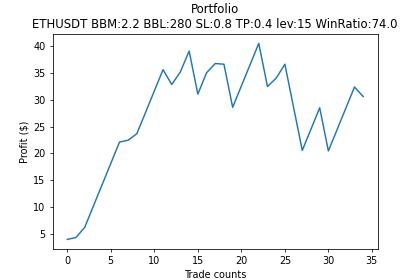 Portfolio
ETHUSDT BBM:2.2 BBL:280 SL:0.8 TP:0.4 lev:15 WinRatio:74.0
40
35
30
25
20
15
10
5
Profit ($)
0 5 10 15 20 25 30 35
Trade counts